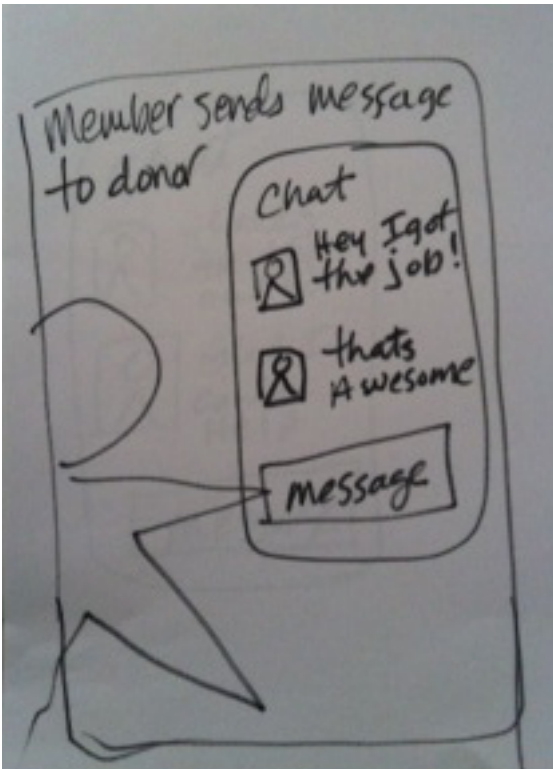 Member sends message
to donor
Chat
Hey I got
the job!
thats
Awesome
message